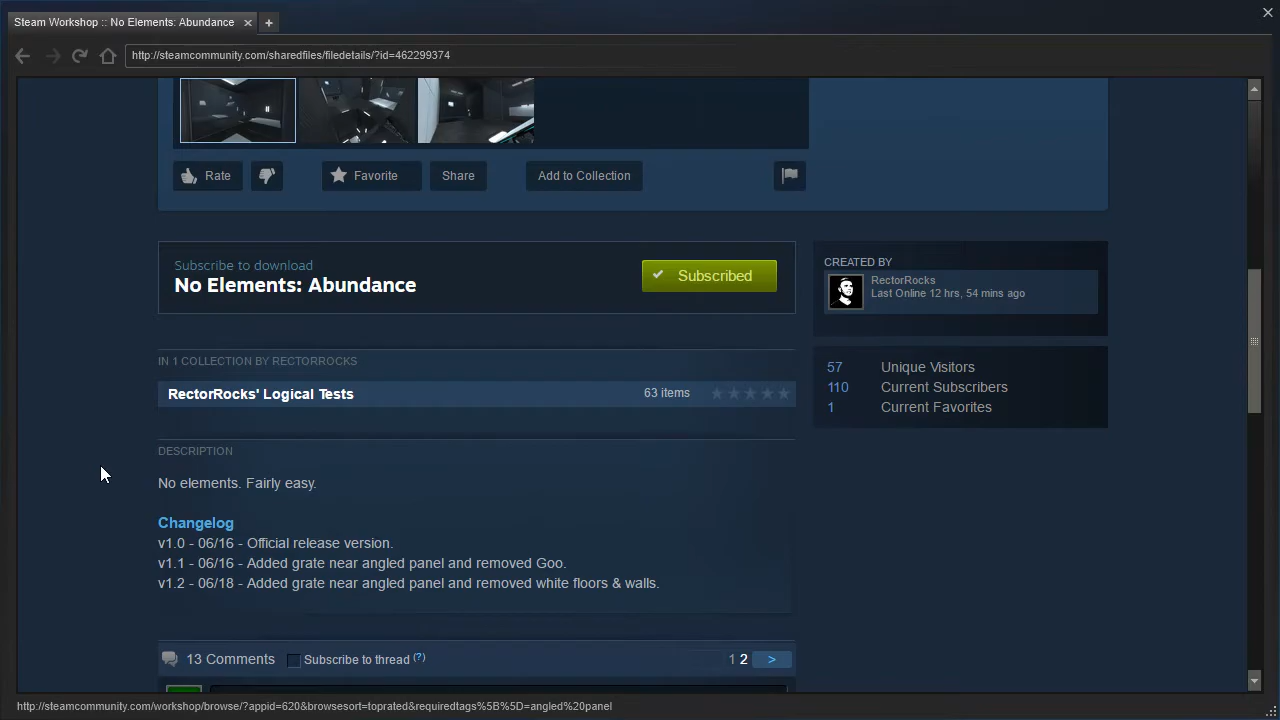 Steam Workshop :: No Elements: Abundance
http://steamcommunity.com/sharedfiles/filedetails/?id=462299374
Rate
Favorite
Share
Add to Collection
Subscribe to download
No Elements: Abundance
Subscribed
CREATED BY
RectorRocks
Last Online 12 hrs, 54 mins ago
IN 1 COLLECTION BY RECTORROCKS
RectorRocks' Logical Tests 63 items
57 Unique Visitors
110 Current Subscribers
1 Current Favorites
DESCRIPTION
No elements. Fairly easy.
Changelog
v1.0 - 06/16 - Official release version.
v1.1 - 06/16 - Added grate near angled panel and removed Goo.
v1.2 - 06/18 - Added grate near angled panel and removed white floors & walls.
13 Comments Subscribe to thread (?) 1 2 >
http://steamcommunity.com/workshop/browse/?appid=620&browsesort=toprated&requiredtags%5B%5D=angled%20panel